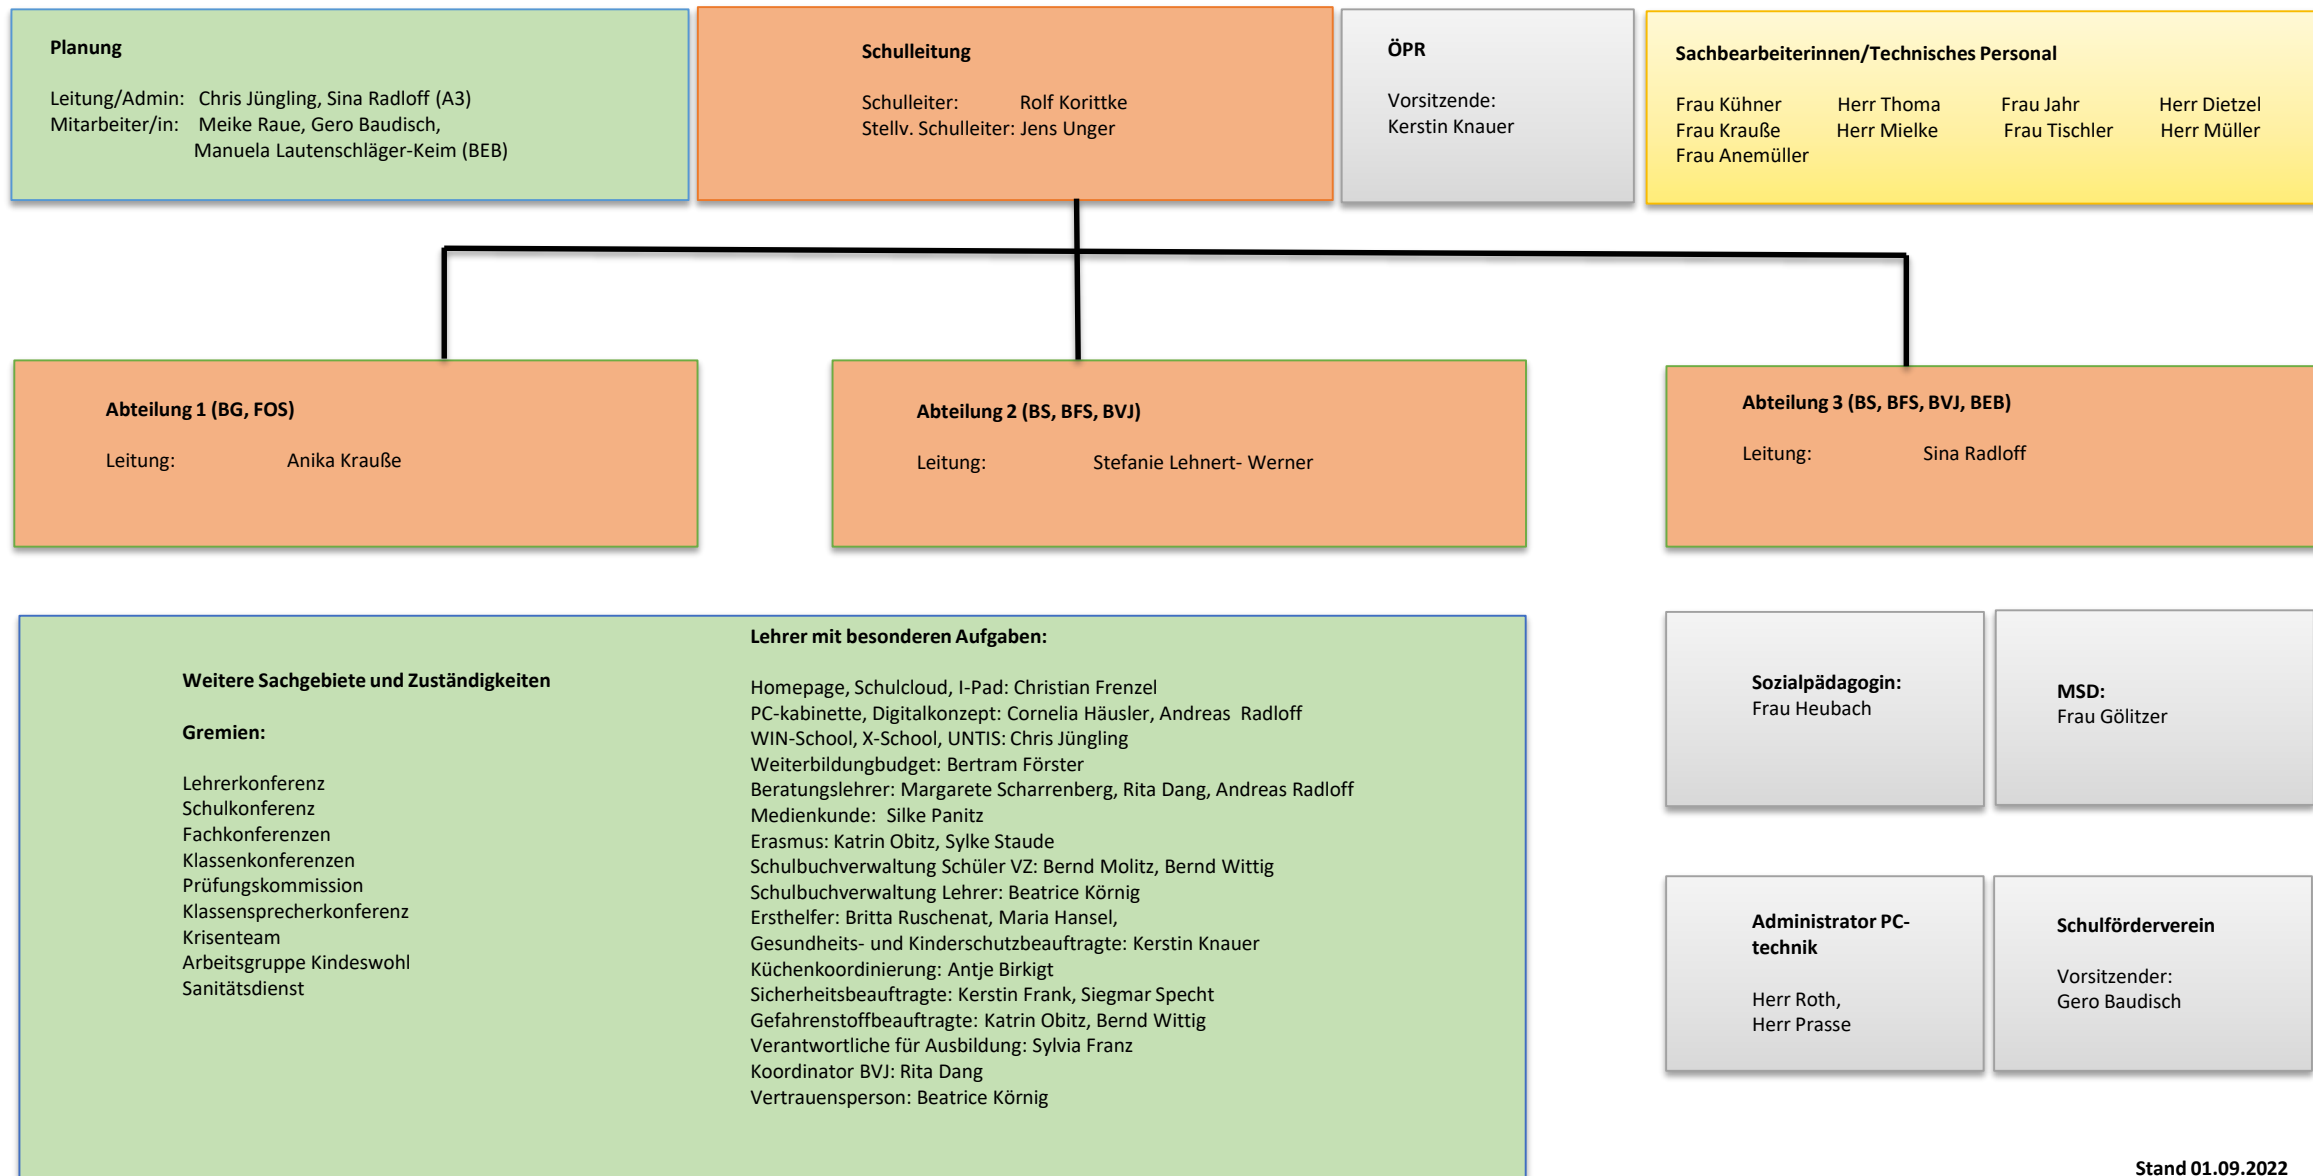 Planung
Leitung/Admin: Chris Jüngling, Sina Radloff (A3)
Mitarbeiter/in: Meike Raue, Gero Baudisch,
Manuela Lautenschläger-Keim (BEB)
Schulleitung
Schulleiter: Rolf Korittke
Stellv. Schulleiter: Jens Unger
ÖPR
Vorsitzende:
Kerstin Knauer
Sachbearbeiterinnen/Technisches Personal
Frau Kühner Herr Thoma Frau Jahr Herr Dietzel
Frau Krauße Herr Mielke Frau Tischler Herr Müller
Frau Anemüller
Abteilung 1 (BG, FOS)
Leitung: Anika Krauße
Abteilung 2 (BS, BFS, BVJ)
Leitung: Stefanie Lehnert- Werner
Abteilung 3 (BS, BFS, BVJ, BEB)
Leitung: Sina Radloff
Weitere Sachgebiete und Zuständigkeiten
Gremien:
Lehrerkonferenz
Schulkonferenz
Fachkonferenzen
Klassenkonferenzen
Prüfungskommission
Klassensprecherkonferenz
Krisenteam
Arbeitsgruppe Kindeswohl
Sanitätsdienst
Lehrer mit besonderen Aufgaben:
Homepage, Schulcloud, I-Pad: Christian Frenzel
PC-kabinette, Digitalkonzept: Cornelia Häusler, Andreas Radloff
WIN-School, X-School, UNTIS: Chris Jüngling
Weiterbildungbudget: Bertram Förster
Beratungslehrer: Margarete Scharrenberg, Rita Dang, Andreas Radloff
Medienkunde: Silke Panitz
Erasmus: Katrin Obitz, Sylke Staude
Schulbuchverwaltung Schüler VZ: Bernd Molitz, Bernd Wittig
Schulbuchverwaltung Lehrer: Beatrice Körnig
Ersthelfer: Britta Ruschenat, Maria Hansel,
Gesundheits- und Kinderschutzbeauftragte: Kerstin Knauer
Küchenkoordinierung: Antje Birkigt
Sicherheitsbeauftragte: Kerstin Frank, Siegmar Specht
Gefahrenstoffbeauftragte: Katrin Obitz, Bernd Wittig
Verantwortliche für Ausbildung: Sylvia Franz
Koordinator BVJ: Rita Dang
Vertrauensperson: Beatrice Körnig
Sozialpädagogin:
Frau Heubach
MSD:
Frau Gölitzer
Administrator PC-
technik
Herr Roth,
Herr Prasse
Schulförderverein
Vorsitzender:
Gero Baudisch
Stand 01.09.2022